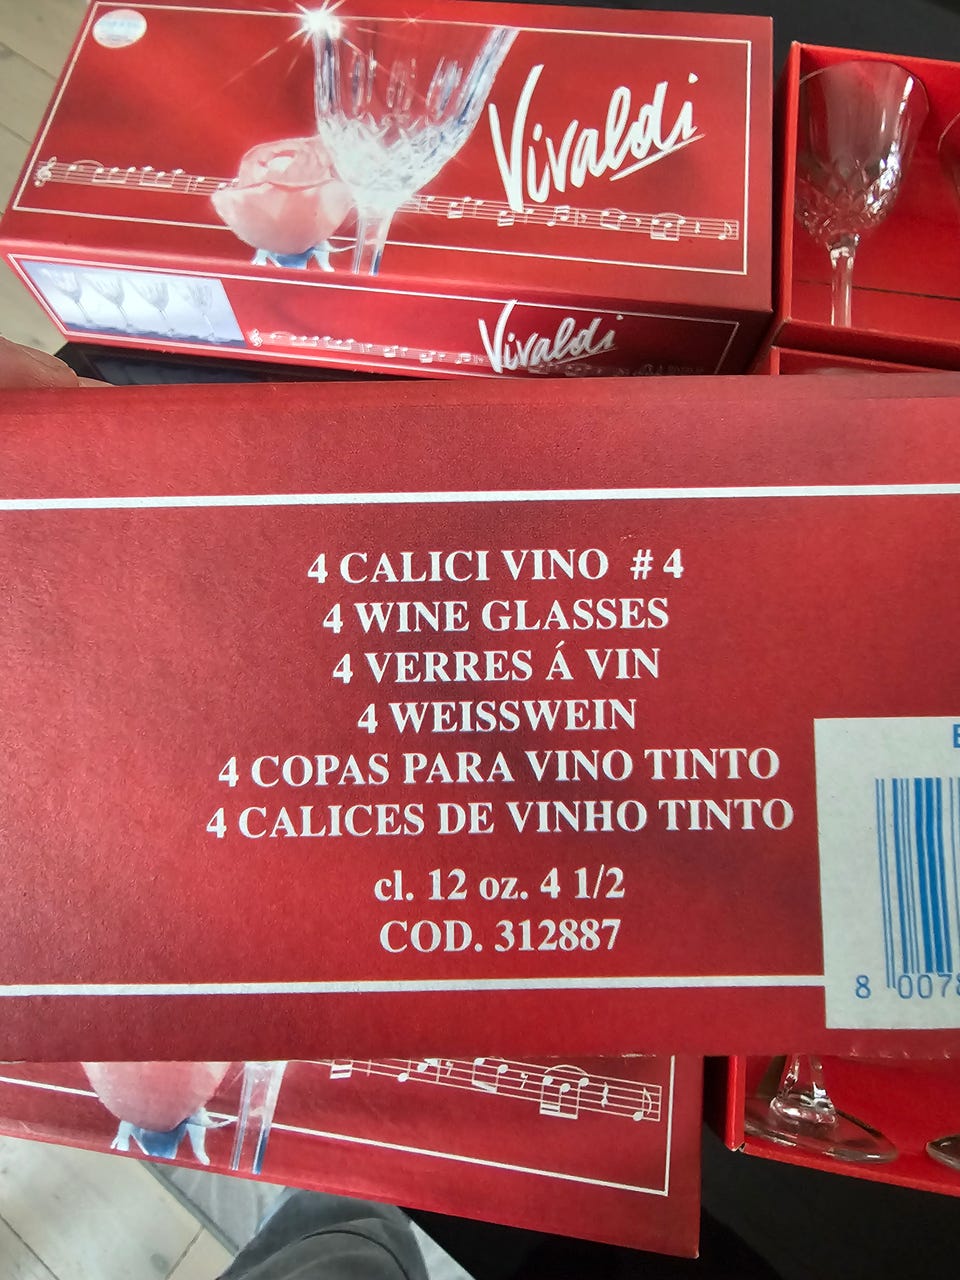 Vivaldi
Vivaldi
4 CALICI VINO # 4
4 WINE GLASSES
4 VERRES Á VIN
4 WEISSWEIN
4 COPAS PARA VINO TINTO
4 CALICES DE VINHO TINTO
cl. 12 oz. 4 1/2
COD. 312887
8 0078